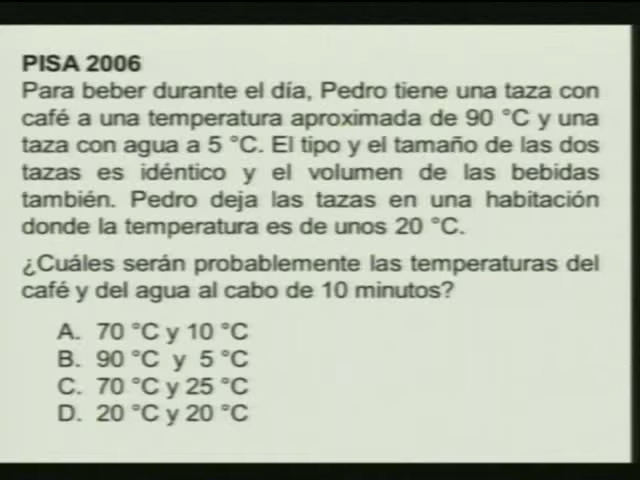 PISA 2006
Para beber durante el día, Pedro tiene una taza con
café a una temperatura aproximada de 90 °C y una
taza con agua a 5 °C. El tipo y el tamaño de las dos
tazas es idéntico y el volumen de las bebidas
también. Pedro deja las tazas en una habitación
donde la temperatura es de unos 20 °C.
¿Cuáles serán probablemente las temperaturas del
café y del agua al cabo de 10 minutos?
A. 70 °C y 10 °C
B. 90 °C y 5 °C
C. 70 °C y 25 °C
D. 20 °C y 20 °C